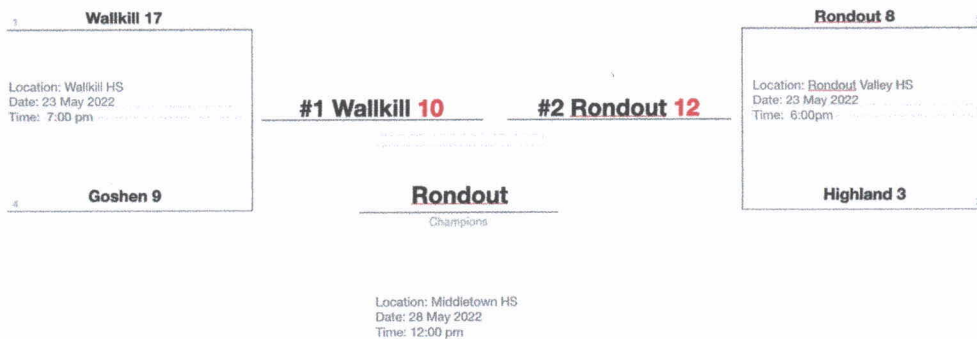 1
Wallkill 17
Location: Wallkill HS
Date: 23 May 2022
Time: 7:00 pm
4
Goshen 9
#1 Wallkill 10
#2 Rondout 12
Rondout
Champions
Rondout 8
Location: Rondout Valley HS
Date: 23 May 2022
Time: 6:00pm
Highland 3
Location: Middletown HS
Date: 28 May 2022
Time: 12:00 pm